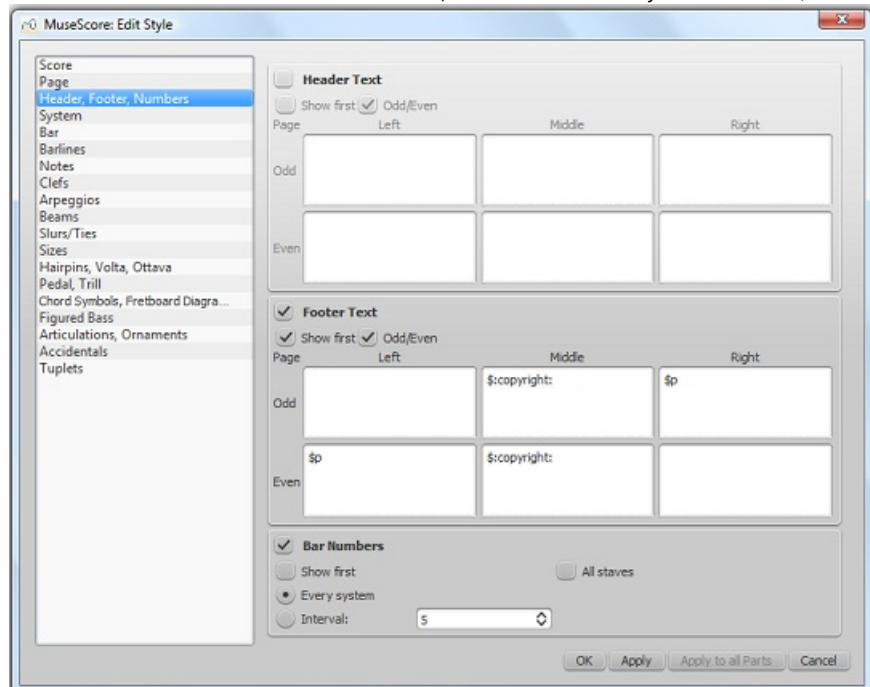 MuseScore: Edit Style
Score
Page
Header, Footer, Numbers
System
Bar
Barlines
Notes
Clefs
Arpeggios
Beams
Slurs/Ties
Sizes
Hairpins, Volta, Ottava
Pedal, Trill
Chord Symbols, Fretboard Diagra...
Figured Bass
Articulations, Ornaments
Accidentals
Tuplets
Header Text
Show first Odd/Even
Page Left Middle Right
Odd
Even
Footer Text
Show first Odd/Even
Page Left Middle Right
Odd $:copyright: $p
Even $p $:copyright:
Bar Numbers
Show first All staves
Every system
Interval: 5
OK Apply Apply to all Parts Cancel